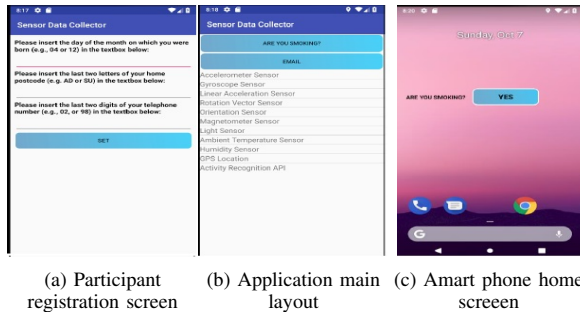 8:17
Sensor Data Collector
Please insert the day of the month on which you were
born (e.g., 04 or 12) in the textbox below:
Please insert the last two letters of your home
postcode (e.g. AD or SU) in the textbox below:
Please insert the last two digits of your telephone
number (e.g., 02, or 98) in the textbox below:
SET
8:18
Sensor Data Collector
ARE YOU SMOKING?
EMAIL
Accelerometer Sensor
Gyroscope Sensor
Linear Acceleration Sensor
Rotation Vector Sensor
Orientation Sensor
Magnetometer Sensor
Light Sensor
Ambient Temperature Sensor
Humidity Sensor
GPS Location
Activity Recognition API
Sunday, Oct 7
ARE YOU SMOKING?
YES
G
(a) Participant
registration screen
(b) Application main
layout
(c) Amart phone home
screeen